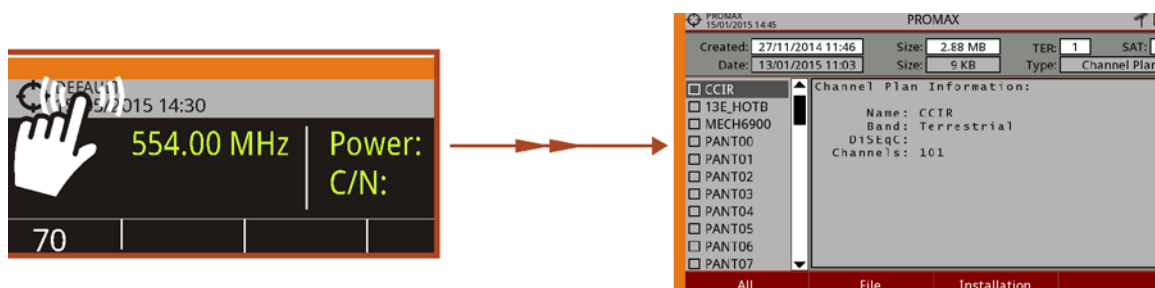 DEFAULT
15/05/2015 14:30
554.00 MHz
Power:
C/N:
70
PROMAX
15/01/2015 14:45
PROMAX
Created: 27/11/2014 11:46 Size: 2.88 MB TER: 1 SAT:
Date: 13/01/2015 11:03 Size: 9 KB Type: Channel Plan
CCIR
13E_HOTB
MECH6900
PANT00
PANT01
PANT02
PANT03
PANT04
PANT05
PANT06
PANT07
Channel Plan Information:
Name: CCIR
Band: Terrestrial
DiSEqC:
Channels: 101
All File Installation